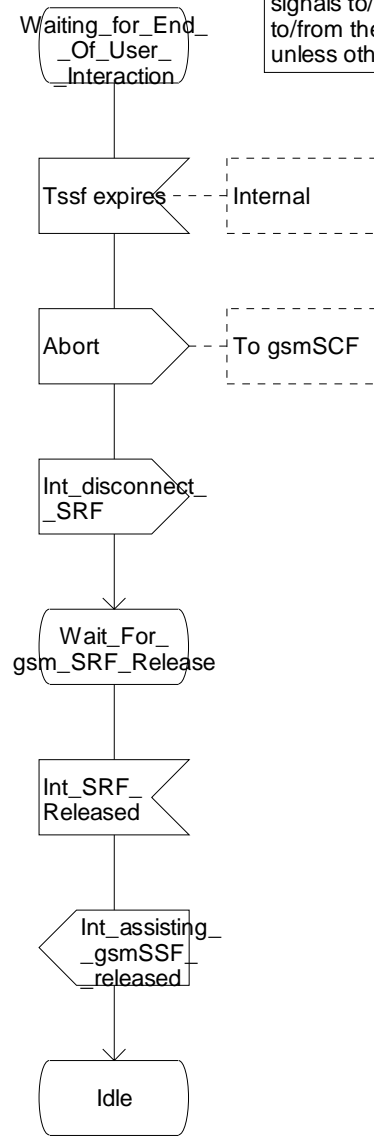 signals to/
to/from the
unless oth
Waiting_for_End_
_Of_User_
_Interaction
Tssf expires
Internal
Abort
To gsmSCF
Int_disconnect_
_SRF
Wait_For_
gsm_SRF_Release
Int_SRF_
Released
Int_assisting_
_gsmSSF_
_released
Idle